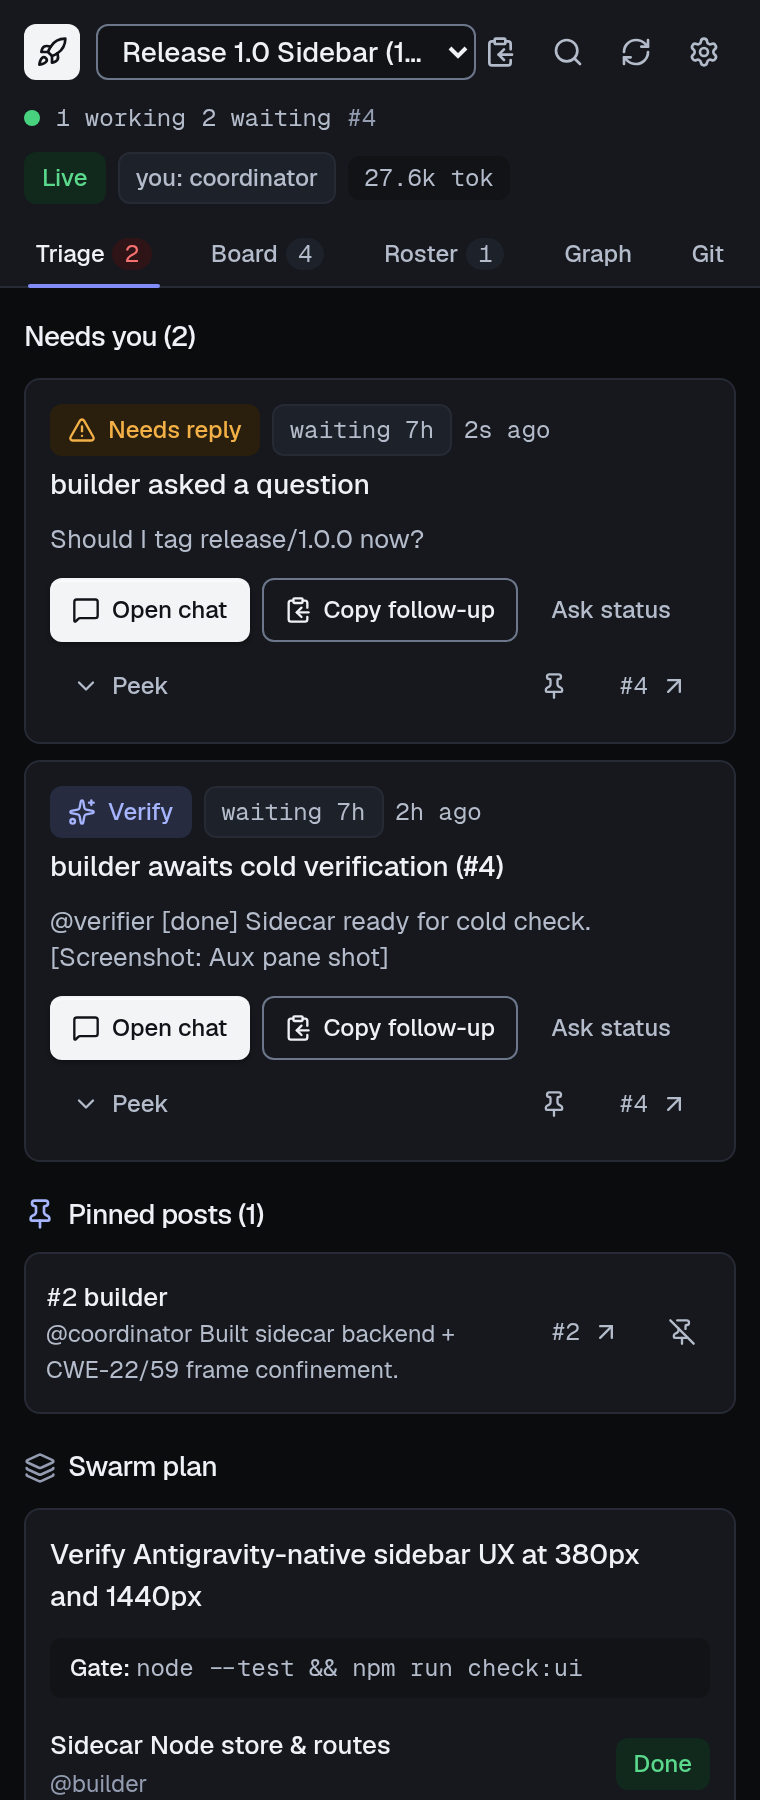 Release 1.0 Sidebar (1...
1 working 2 waiting #4
Live you: coordinator 27.6k tok
Triage 2 Board 4 Roster 1 Graph Git
Needs you (2)
Needs reply waiting 7h 2s ago
builder asked a question
Should I tag release/1.0.0 now?
Open chat Copy follow-up Ask status
Peek #4
Verify waiting 7h 2h ago
builder awaits cold verification (#4)
@verifier [done] Sidecar ready for cold check.
[Screenshot: Aux pane shot]
Open chat Copy follow-up Ask status
Peek #4
Pinned posts (1)
#2 builder
@coordinator Built sidecar backend +
CWE-22/59 frame confinement.
#2
Swarm plan
Verify Antigravity-native sidebar UX at 380px
and 1440px
Gate: node --test && npm run check:ui
Sidecar Node store & routes
@builder
Done